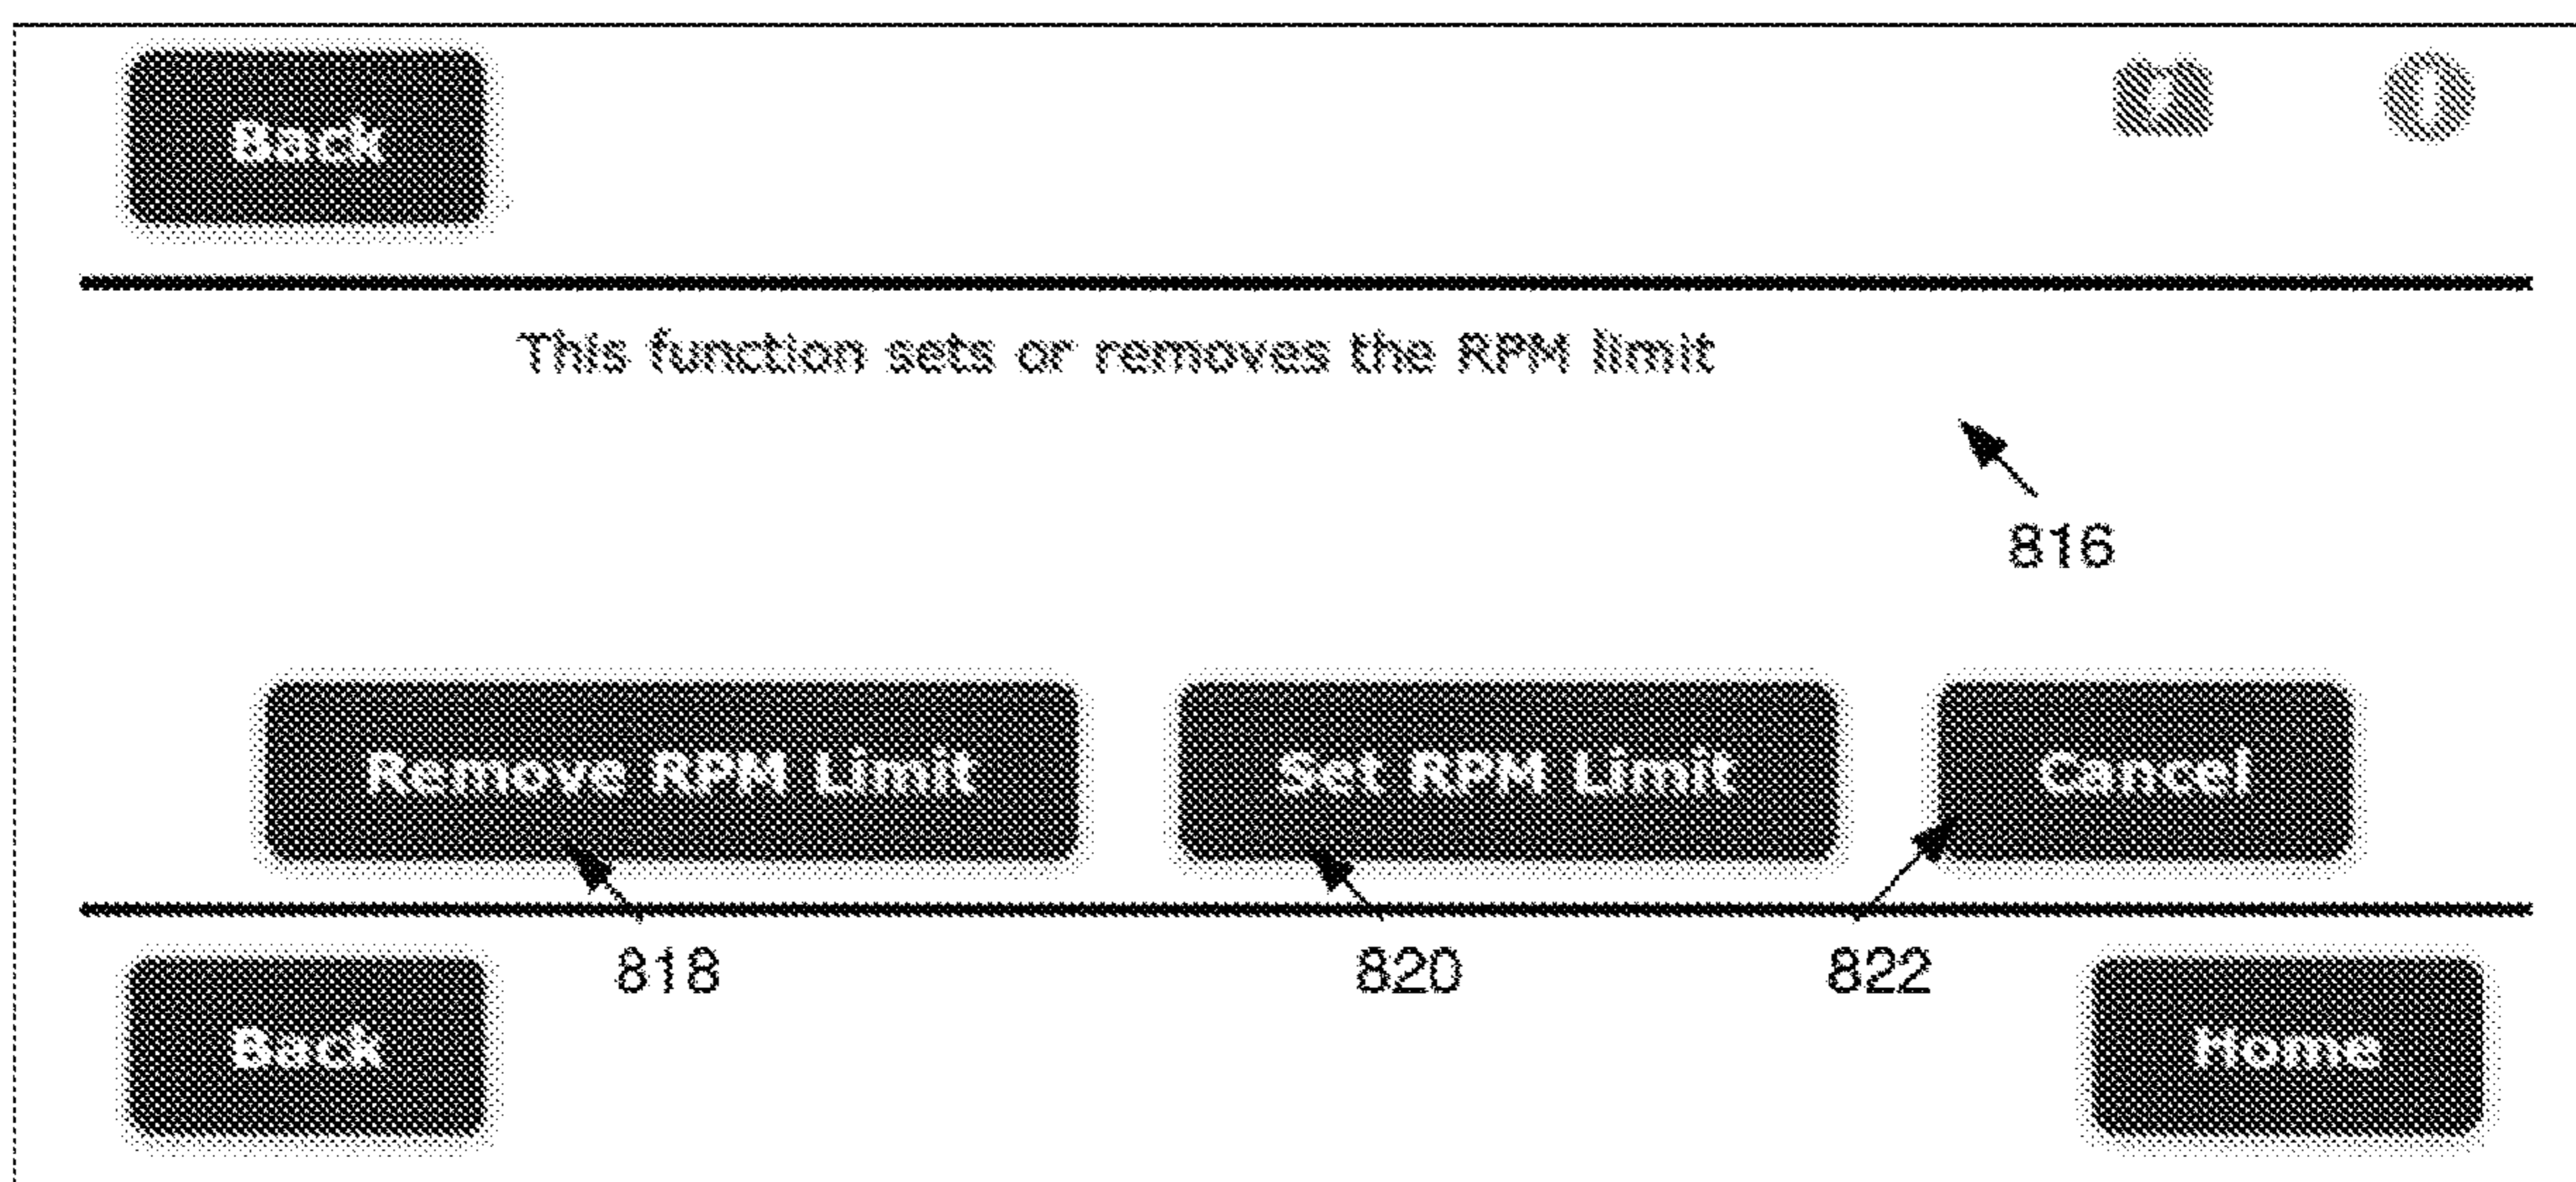 Back
This function sets or removes the RPM limit
816
Remove RPM Limit
Set RPM Limit
Cancel
818
820
822
Back
Home